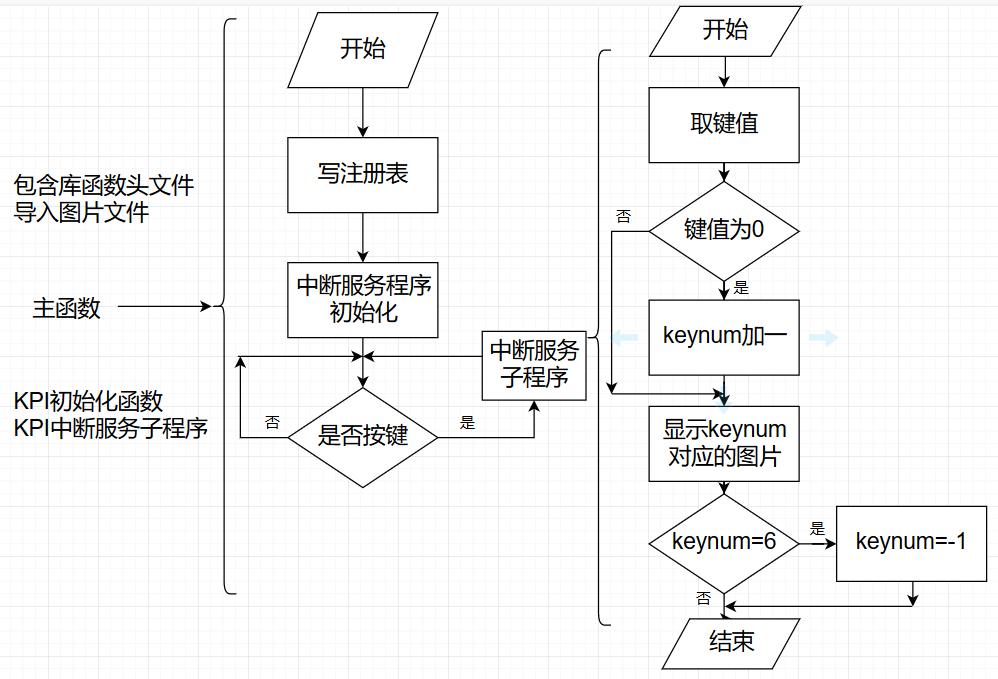 包含库函数头文件
导入图片文件
主函数
KPI初始化函数
KPI中断服务子程序
开始
写注册表
中断服务程序
初始化
是否按键
否
是
中断服务
子程序
开始
取键值
键值为0
否
是
keynum加一
显示keynum
对应的图片
keynum=6
是
keynum=-1
否
结束